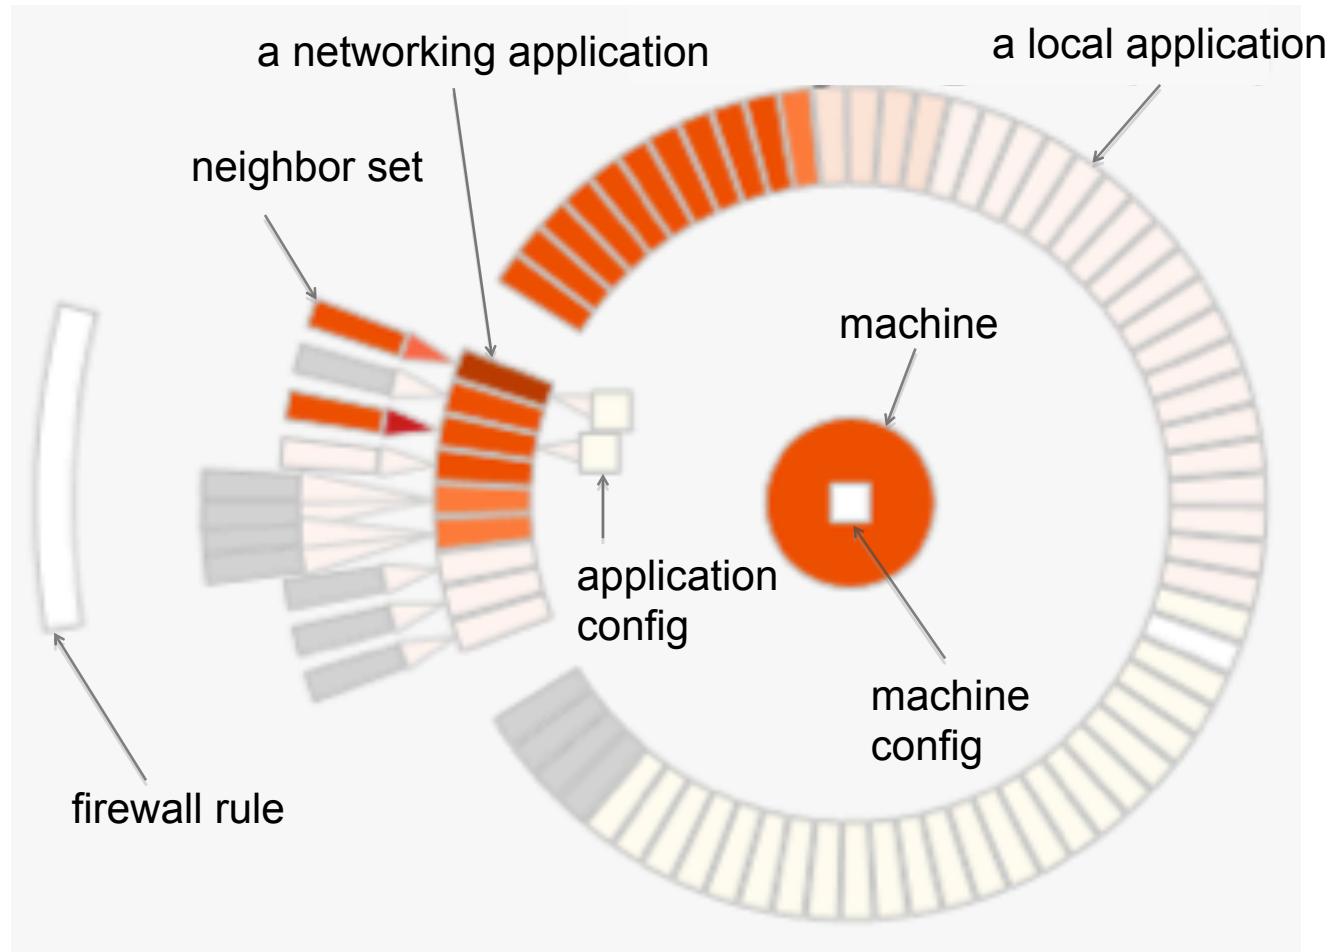 a networking application
a local application
neighbor set
machine
application
config
machine
config
firewall rule